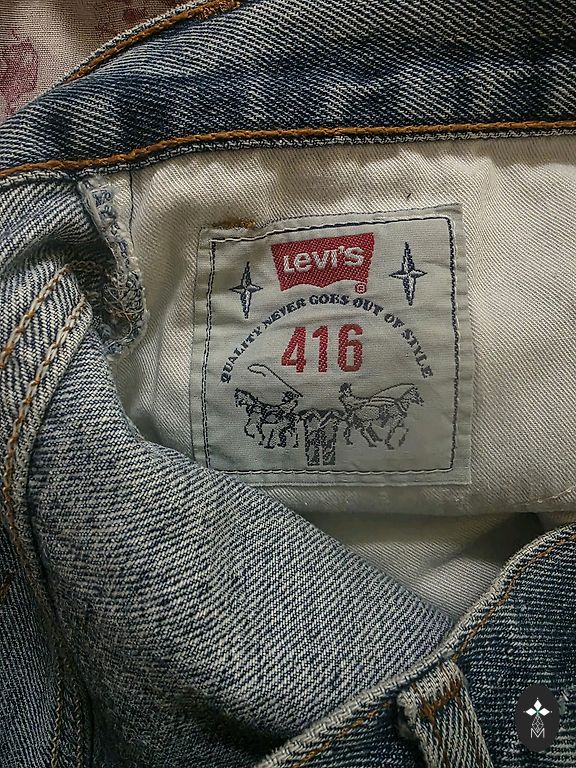 LEVI'S ®
QUALITY NEVER GOES OUT OF STYLE
416
M